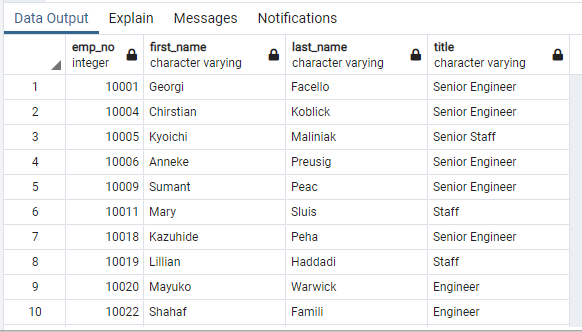 Data Output Explain Messages Notifications
emp_no first_name last_name title
integer character varying character varying character varying
1 10001 Georgi Facello Senior Engineer
2 10004 Chirstian Koblick Senior Engineer
3 10005 Kyoichi Maliniak Senior Staff
4 10006 Anneke Preusig Senior Engineer
5 10009 Sumant Peac Senior Engineer
6 10011 Mary Sluis Staff
7 10018 Kazuhide Peha Senior Engineer
8 10019 Lillian Haddadi Staff
9 10020 Mayuko Warwick Engineer
10 10022 Shahaf Famili Engineer